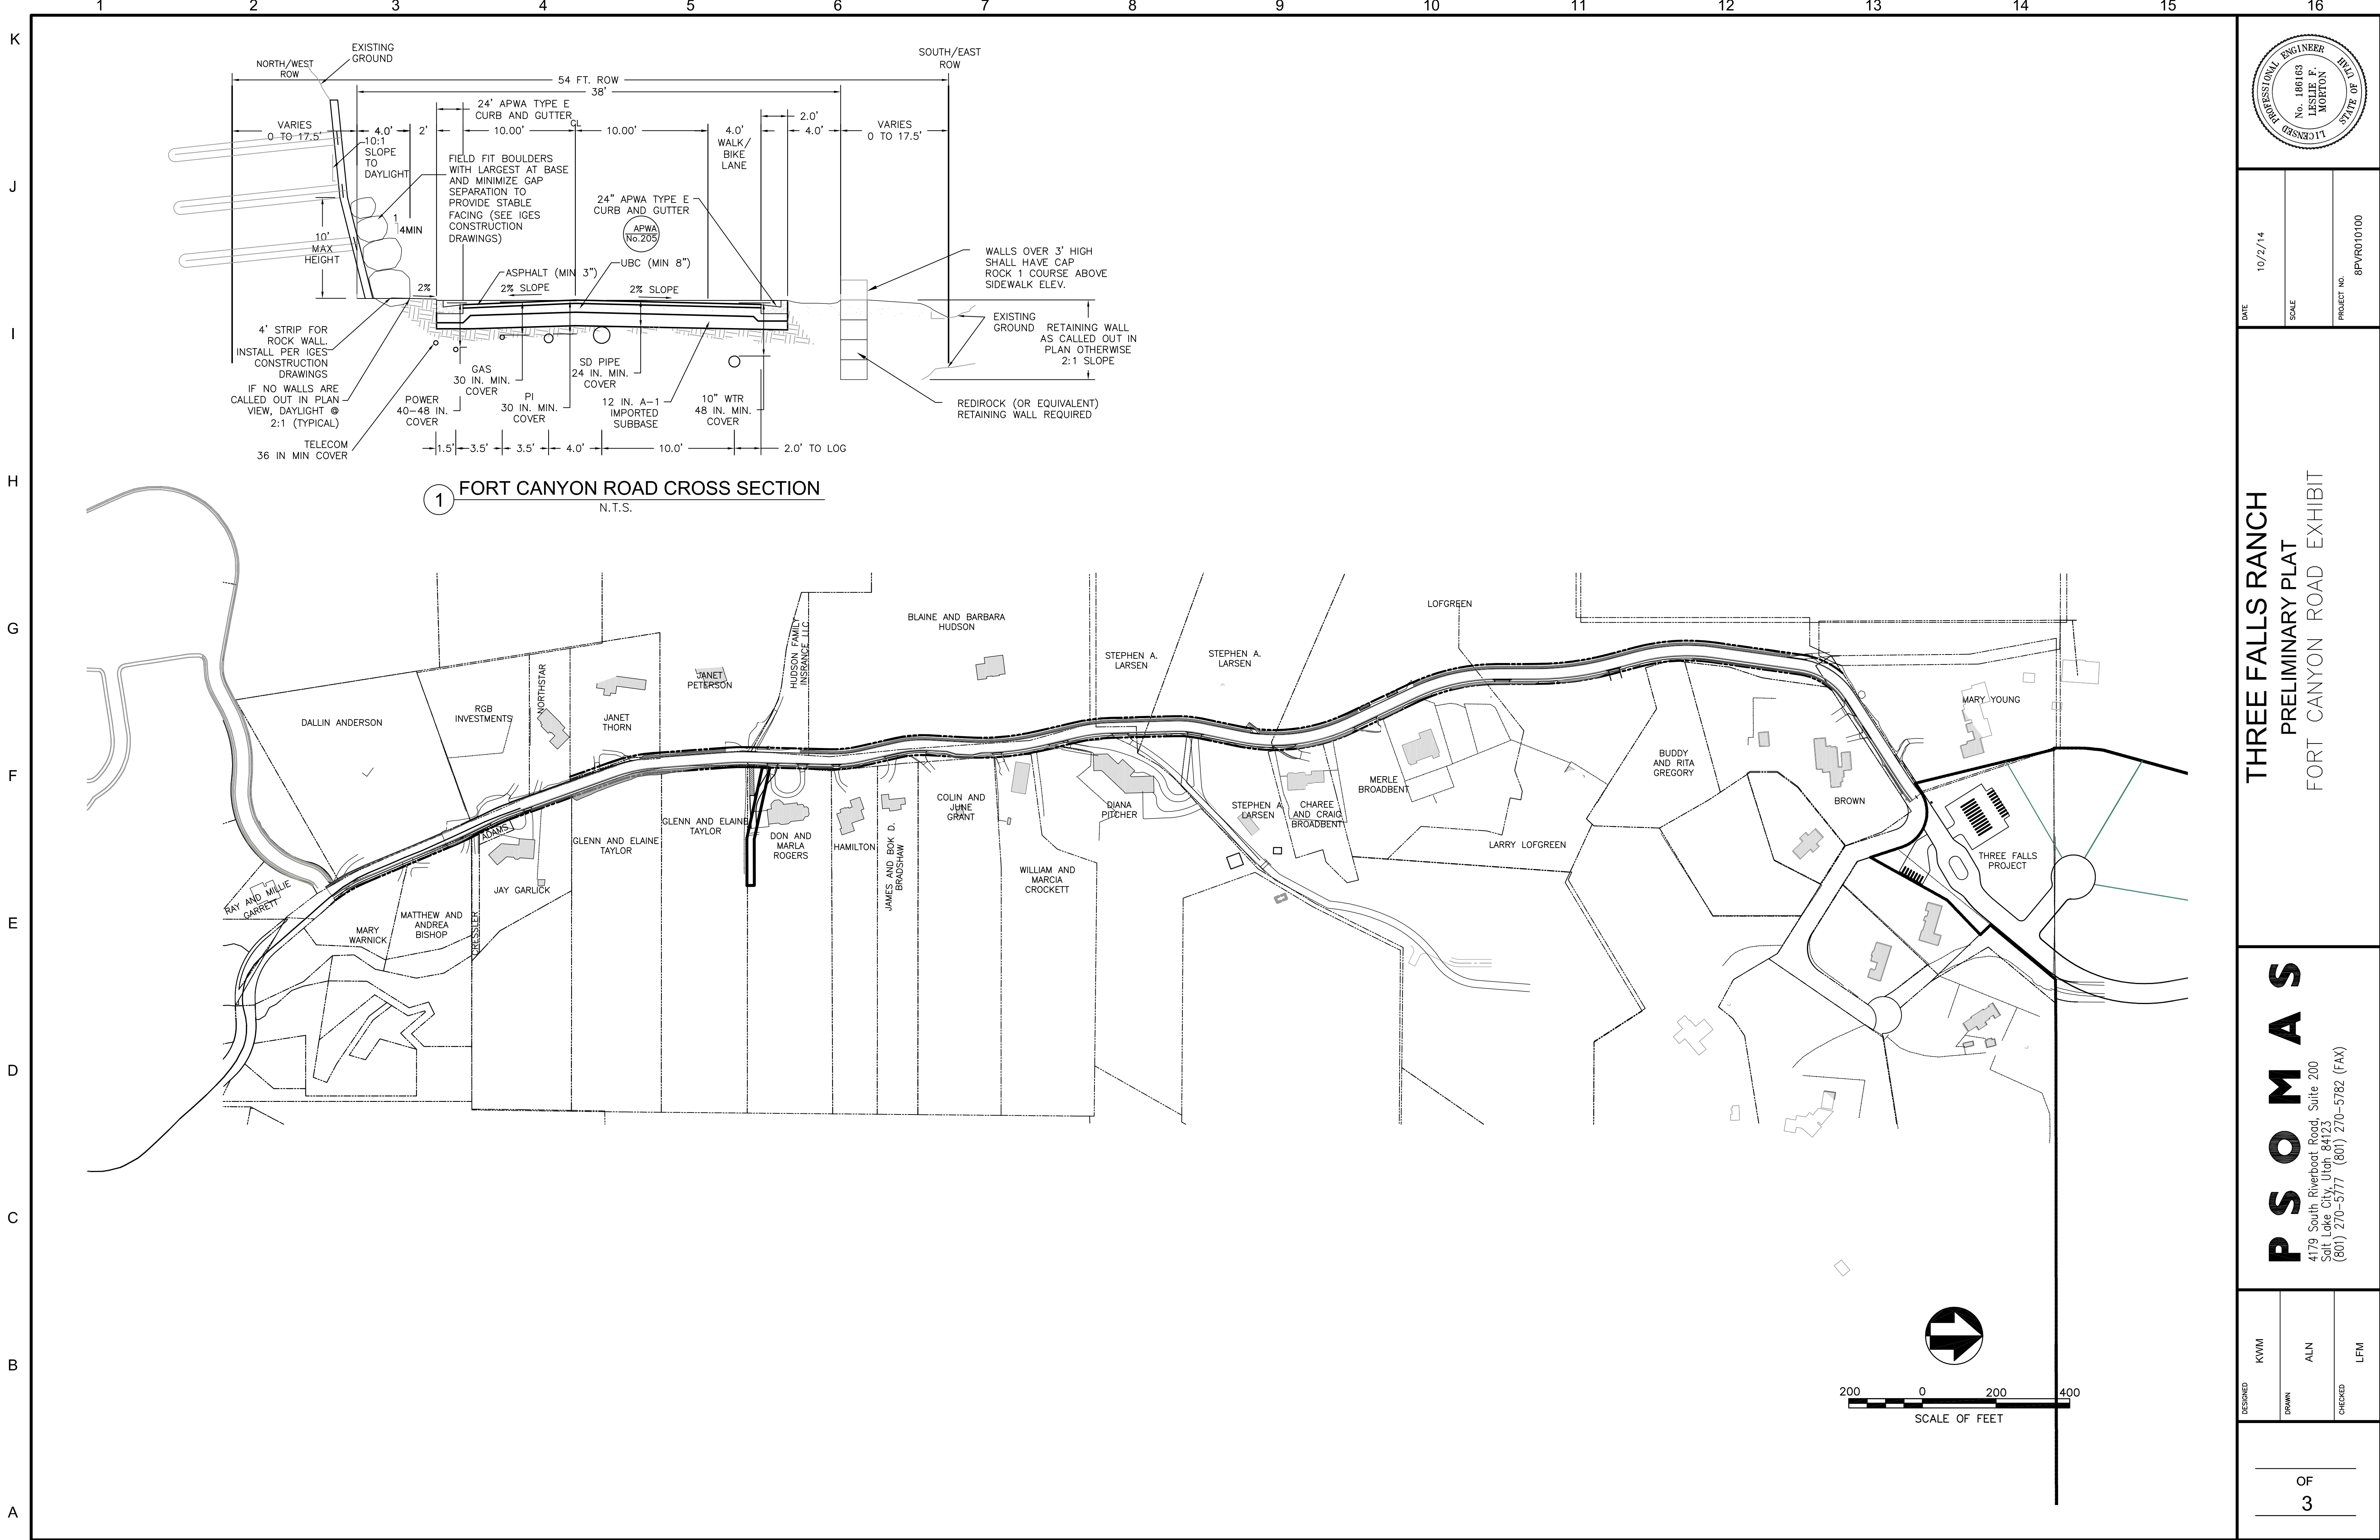 1 2 3 4 5 6 7 8 9 10 11 12 13 14 15 16
K
J
I
H
G
F
E
D
C
B
A
EXISTING
GROUND
NORTH/WEST
ROW
SOUTH/EAST
ROW
54 FT. ROW
38'
24' APWA TYPE E
CURB AND GUTTER
CL
2.0'
VARIES
0 TO 17.5'
4.0'
2'
10.00'
10.00'
4.0'
WALK/
BIKE
LANE
4.0'
VARIES
0 TO 17.5'
10:1
SLOPE
TO
DAYLIGHT
FIELD FIT BOULDERS
WITH LARGEST AT BASE
AND MINIMIZE GAP
SEPARATION TO
PROVIDE STABLE
FACING (SEE IGES
CONSTRUCTION
DRAWINGS)
24" APWA TYPE E
CURB AND GUTTER
APWA
No.205
1
4MIN
10'
MAX
HEIGHT
WALLS OVER 3' HIGH
SHALL HAVE CAP
ROCK 1 COURSE ABOVE
SIDEWALK ELEV.
ASPHALT (MIN 3")
UBC (MIN 8")
2%
2% SLOPE
2% SLOPE
EXISTING
GROUND
RETAINING WALL
AS CALLED OUT IN
PLAN OTHERWISE
2:1 SLOPE
4' STRIP FOR
ROCK WALL.
INSTALL PER IGES
CONSTRUCTION
DRAWINGS
IF NO WALLS ARE
CALLED OUT IN PLAN
VIEW, DAYLIGHT @
2:1 (TYPICAL)
TELECOM
36 IN MIN COVER
POWER
40-48 IN.
COVER
GAS
30 IN. MIN.
COVER
PI
30 IN. MIN.
COVER
SD PIPE
24 IN. MIN.
COVER
12 IN. A-1
IMPORTED
SUBBASE
10" WTR
48 IN. MIN.
COVER
REDIROCK (OR EQUIVALENT)
RETAINING WALL REQUIRED
1.5' 3.5' 3.5' 4.0' 10.0' 2.0' TO LOG
1 FORT CANYON ROAD CROSS SECTION
N.T.S.
DALLIN ANDERSON
RGB
INVESTMENTS
NORTHSTAR
JANET
THORN
JANET
PETERSON
HUDSON FAMILY
INSRANCE LLC
BLAINE AND BARBARA
HUDSON
STEPHEN A.
LARSEN
STEPHEN A.
LARSEN
LOFGREEN
MARY YOUNG
RAY AND MILLIE
GARRETT
MARY
WARNICK
MATTHEW AND
ANDREA
BISHOP
CRESSLER
ADAMS
JAY GARLICK
GLENN AND ELAINE
TAYLOR
GLENN AND ELAINE
TAYLOR
DON AND
MARLA
ROGERS
HAMILTON
JAMES AND BOK D.
BRADSHAW
COLIN AND
JUNE
GRANT
WILLIAM AND
MARCIA
CROCKETT
DIANA
PITCHER
STEPHEN A.
LARSEN
CHAREE
AND CRAIG
BROADBENT
MERLE
BROADBENT
LARRY LOFGREEN
BUDDY
AND RITA
GREGORY
BROWN
THREE FALLS
PROJECT
200 0 200 400
SCALE OF FEET
LICENSED PROFESSIONAL ENGINEER
No. 186163
LESLIE F.
MORTON
STATE OF UTAH
DATE
10/2/14
SCALE
PROJECT NO.
8PVR010100
THREE FALLS RANCH
PRELIMINARY PLAT
FORT CANYON ROAD EXHIBIT
PSOMAS
4179 South Riverboat Road, Suite 200
Salt Lake City, Utah 84123
(801) 270-5777 (801) 270-5782 (FAX)
DESIGNED
KWM
DRAWN
ALN
CHECKED
LFM
OF
3